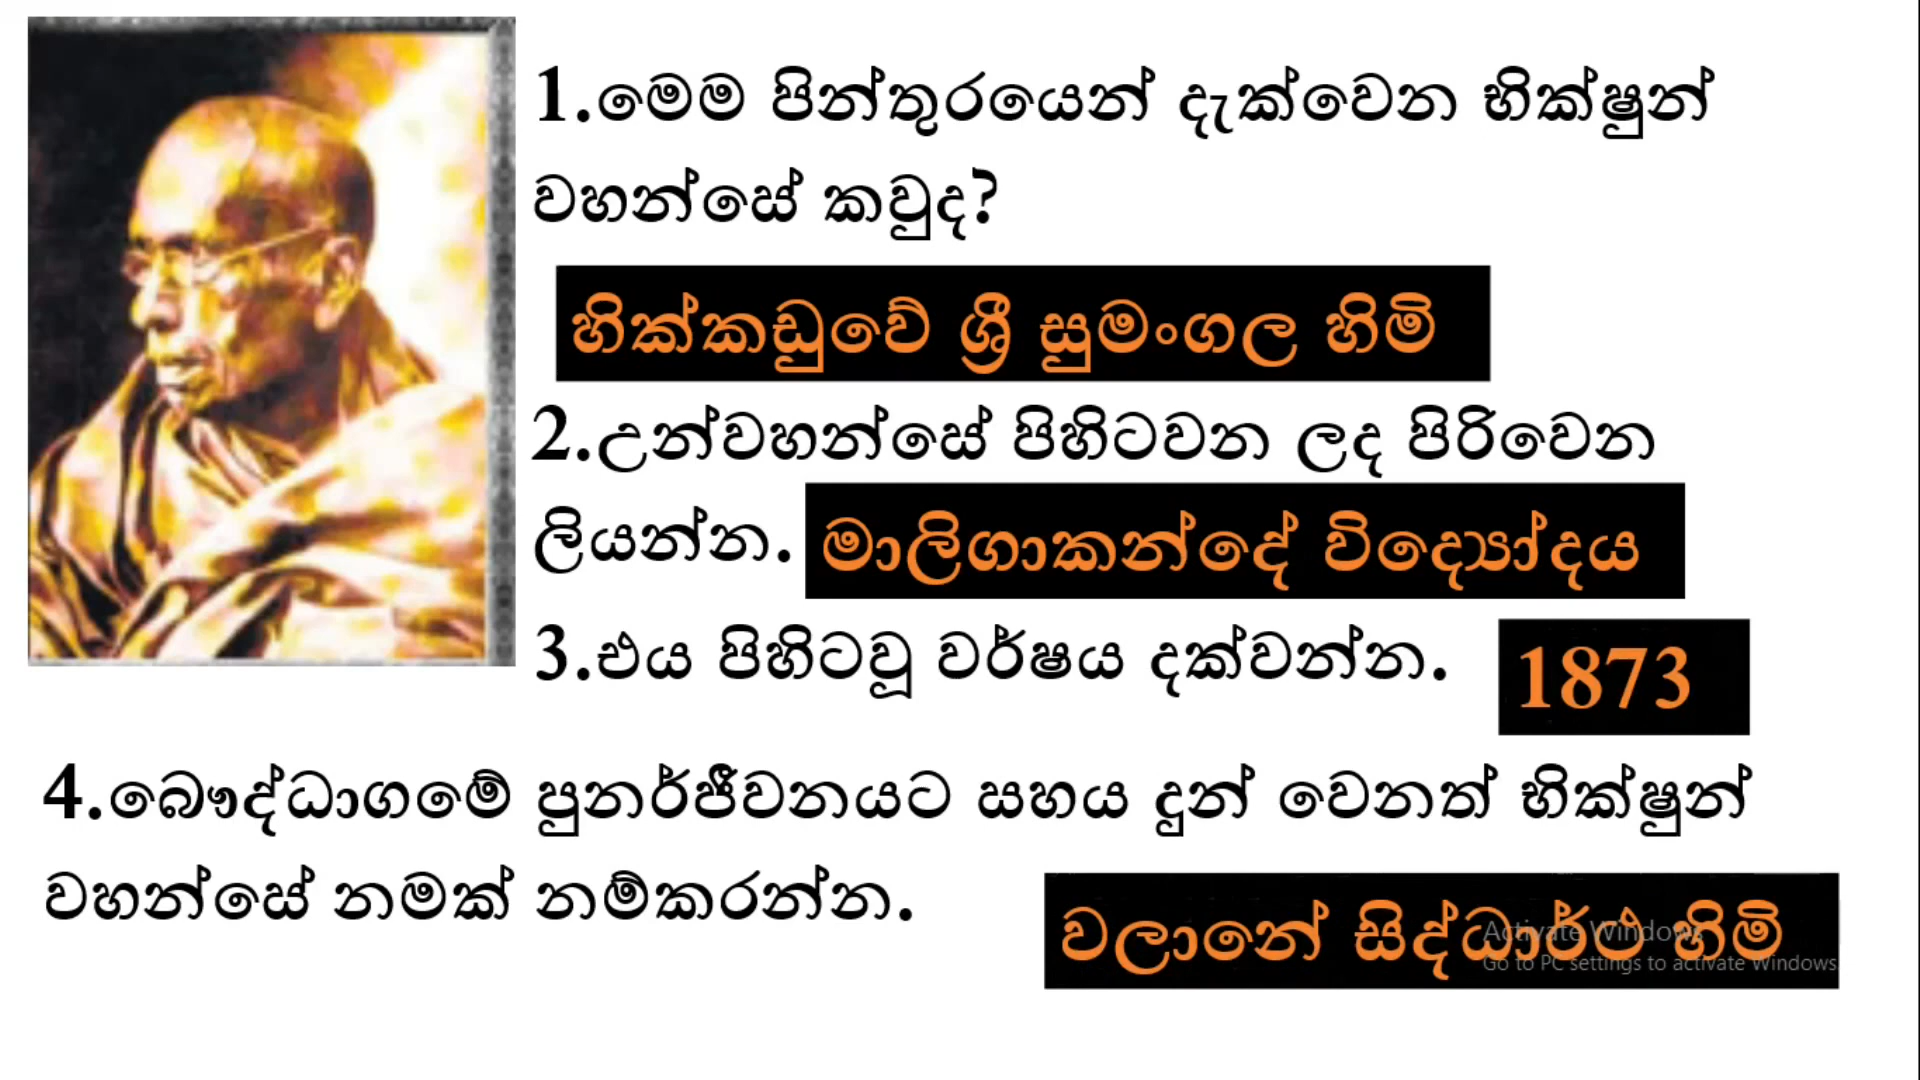 1.මෙම පින්තුරයෙන් දැක්වෙන භික්ෂුන්
වහන්සේ කවුද?
හික්කඩුවේ ශ්‍රී සුමංගල හිමි
2.උන්වහන්සේ පිහිටවන ලද පිරිවෙන
ලියන්න. මාලිගාකන්දේ විද්‍යෝදය
3.එය පිහිටවූ වර්ෂය දක්වන්න. 1873
4.බෞද්ධාගමේ පුනර්ජීවනයට සහය දුන් වෙනත් භික්ෂුන්
වහන්සේ නමක් නම්කරන්න.
වලානේ සිද්ධාර්ථ හිමි
Activate Windows
Go to PC settings to activate Windows.